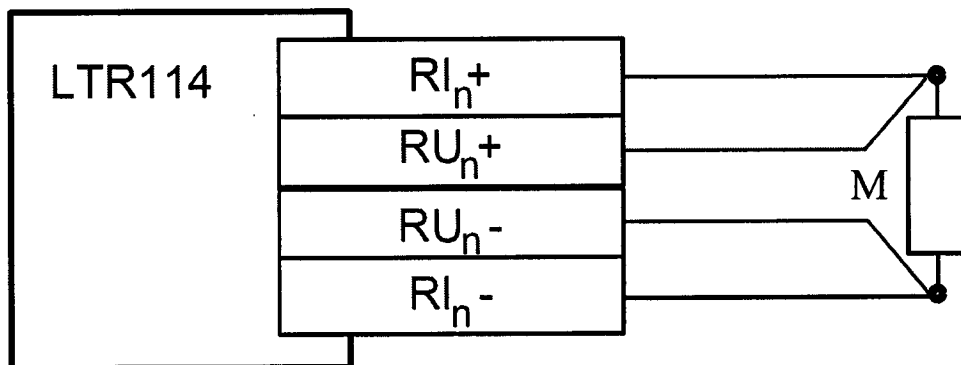 LTR114
RIn+
RUn+
M
RUn-
RIn-